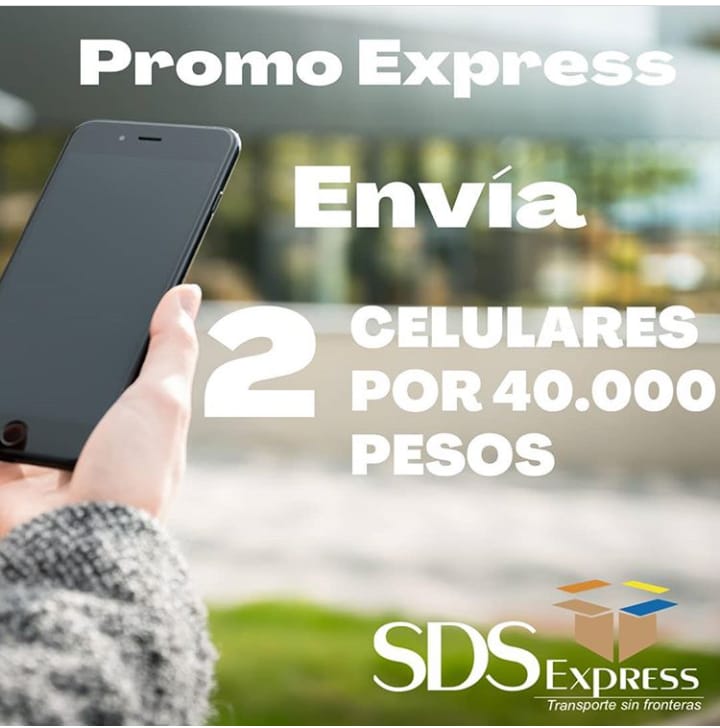 Promo Express
Envía
2 CELULARES
POR 40.000
PESOS
SDS EXPRESS
Transporte sin fronteras